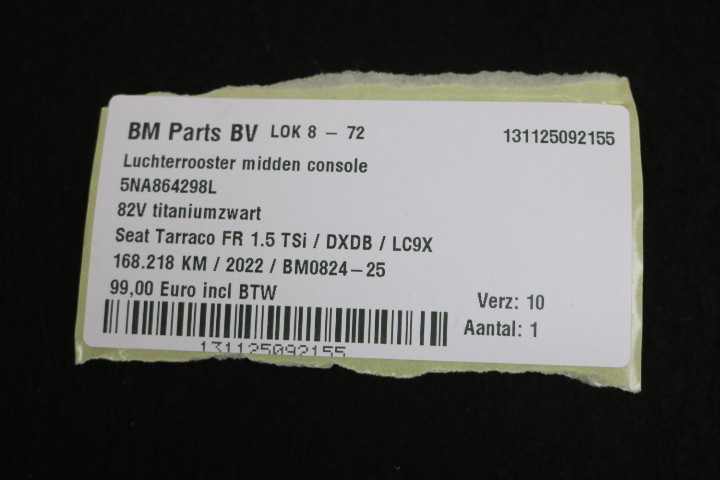 BM Parts BV LOK 8 – 72 131125092155
Luchterrooster midden console
5NA864298L
82V titaniumzwart
Seat Tarraco FR 1.5 TSi / DXDB / LC9X
168.218 KM / 2022 / BM0824–25
99,00 Euro incl BTW
Verz: 10
Aantal: 1
131125092155